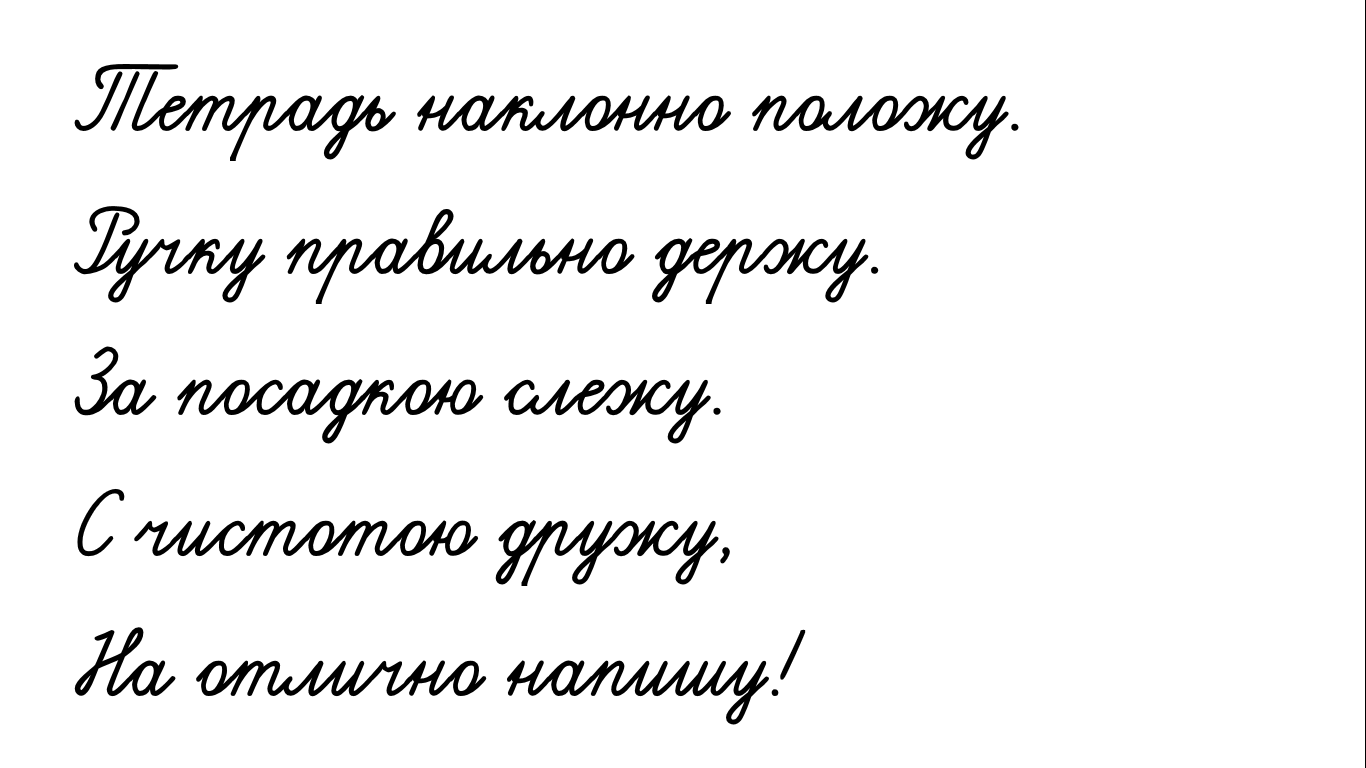 Тетрадь наклонно положу.
Ручку правильно держу.
За посадкою слежу.
С чистотою дружу,
На отлично напишу!